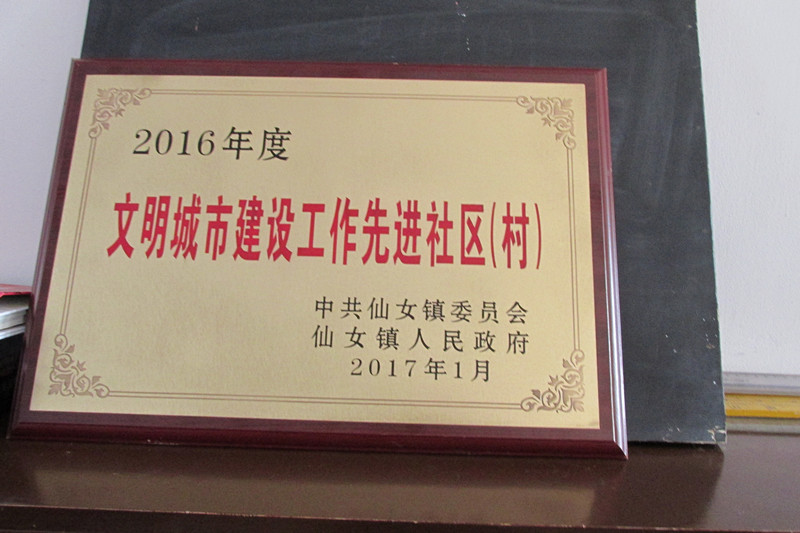 2016年度
文明城市建设工作先进社区(村)
中共仙女镇委员会
仙女镇人民政府
2017年1月